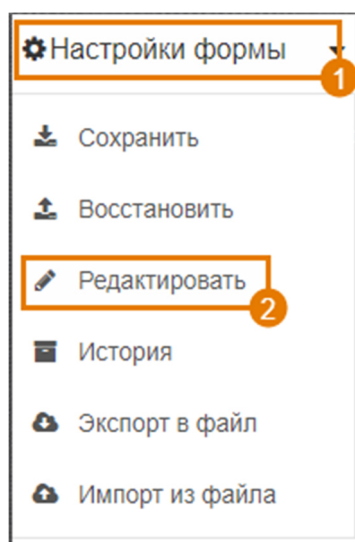 Настройки формы
1
Сохранить
Восстановить
Редактировать
2
История
Экспорт в файл
Импорт из файла